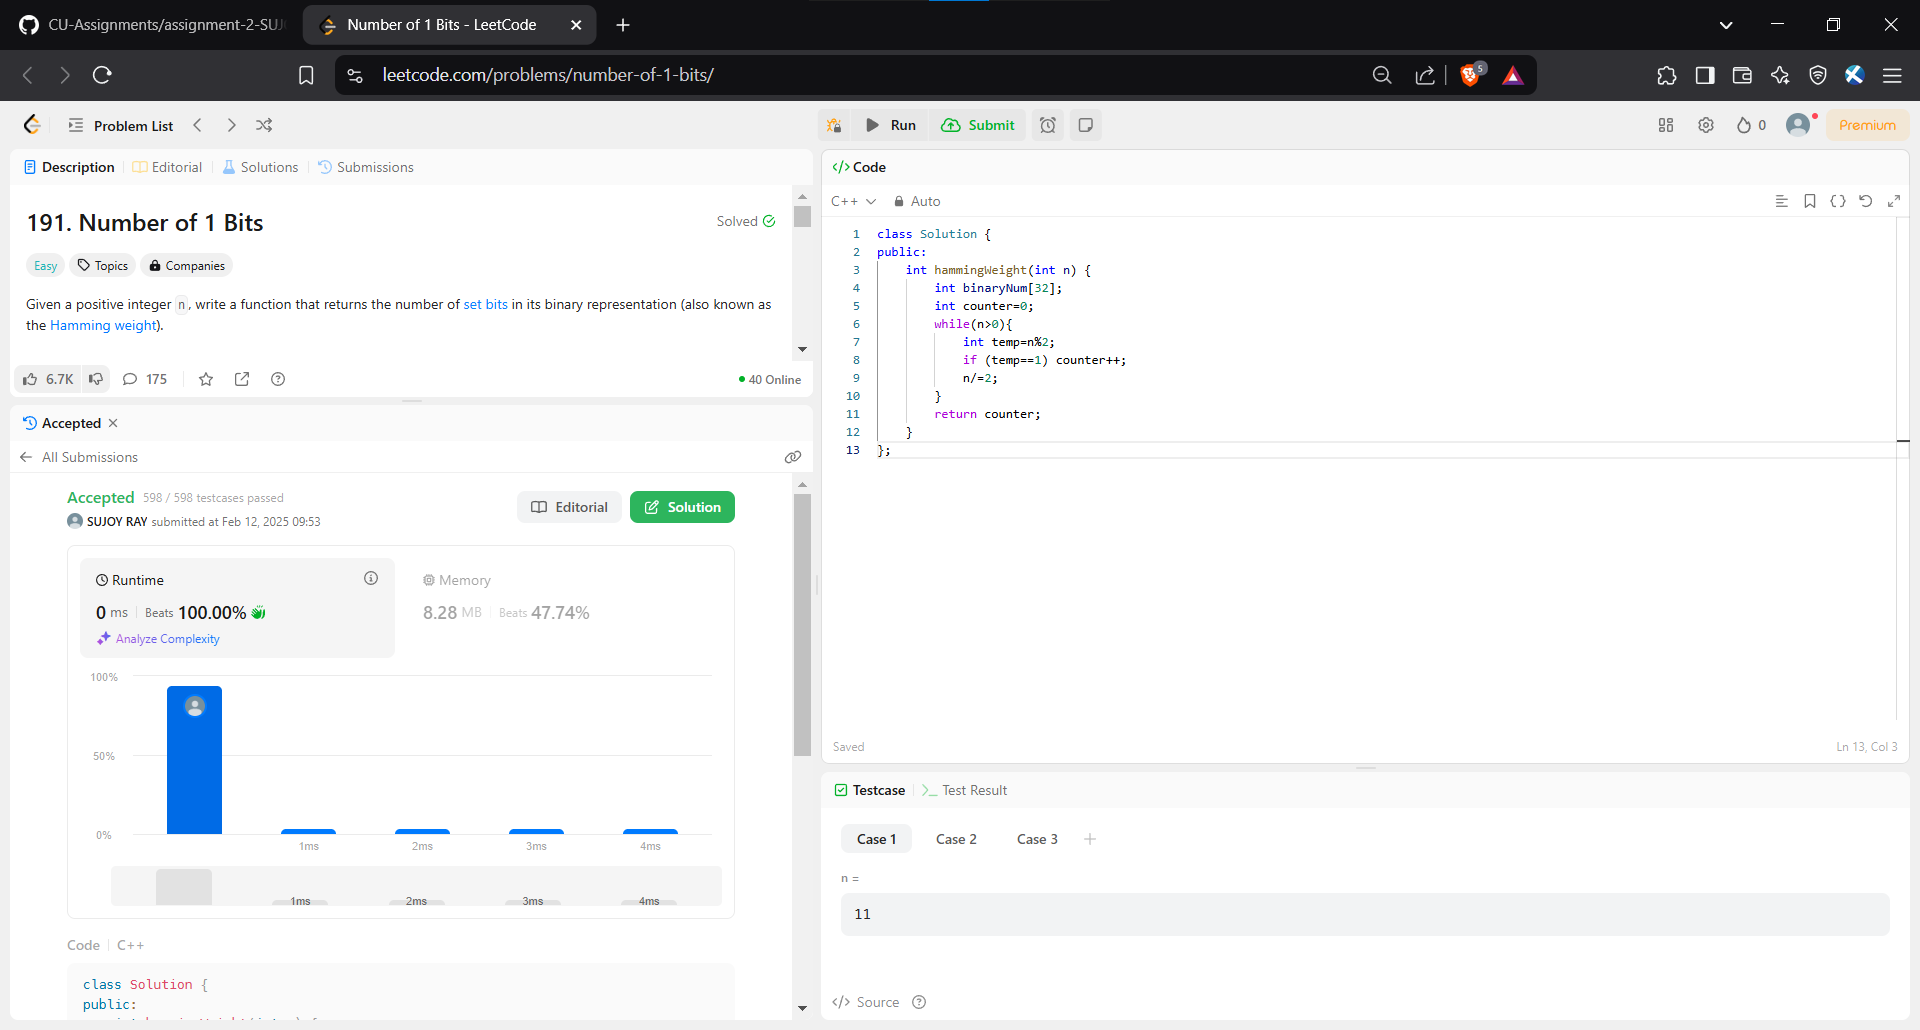 CU-Assignments/assignment-2-SUJ
Number of 1 Bits - LeetCode
leetcode.com/problems/number-of-1-bits/
5
Problem List
Run
Submit
0
Premium
Description
Editorial
Solutions
Submissions
191. Number of 1 Bits
Solved
Easy
Topics
Companies
Given a positive integer n, write a function that returns the number of set bits in its binary representation (also known as
the Hamming weight).
6.7K
175
40 Online
Accepted
All Submissions
Accepted 598 / 598 testcases passed
SUJOY RAY submitted at Feb 12, 2025 09:53
Editorial
Solution
Runtime
0 ms Beats 100.00%
Analyze Complexity
Memory
8.28 MB Beats 47.74%
100%
50%
0%
1ms 2ms 3ms 4ms
1ms 2ms 3ms 4ms
Code C++
class Solution {
public:
</> Code
C++ Auto
1 class Solution {
2 public:
3 int hammingWeight(int n) {
4 int binaryNum[32];
5 int counter=0;
6 while(n>0){
7 int temp=n%2;
8 if (temp==1) counter++;
9 n/=2;
10 }
11 return counter;
12 }
13 };
Saved
Ln 13, Col 3
Testcase
Test Result
Case 1 Case 2 Case 3 +
n =
11
</> Source